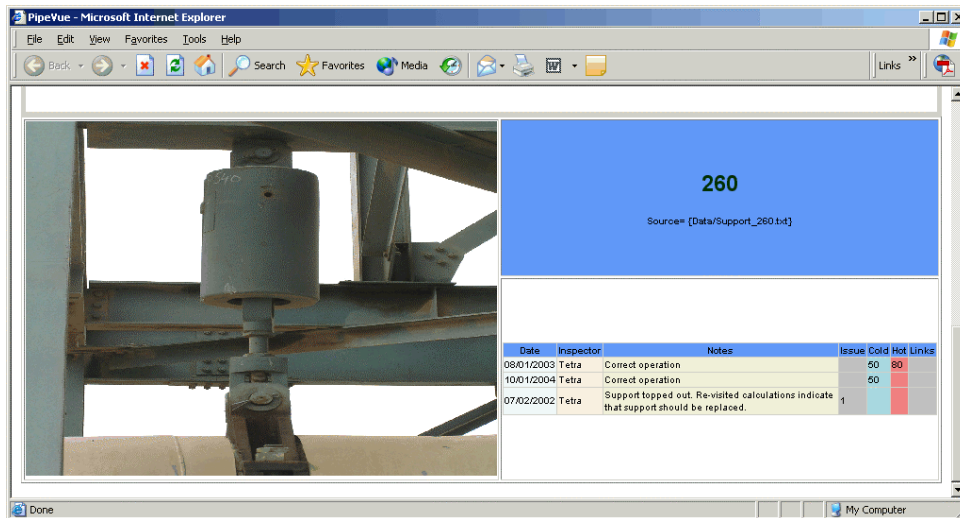 PipeVue - Microsoft Internet Explorer
File Edit View Favorites Tools Help
Back Search Favorites Media Links »
540
260
Source= {Data/Support_260.txt}
Date Inspector Notes Issue Cold Hot Links
08/01/2003 Tetra Correct operation 50 80
10/01/2004 Tetra Correct operation 50
07/02/2002 Tetra Support topped out. Re-visited calculations indicate 1
that support should be replaced.
Done My Computer